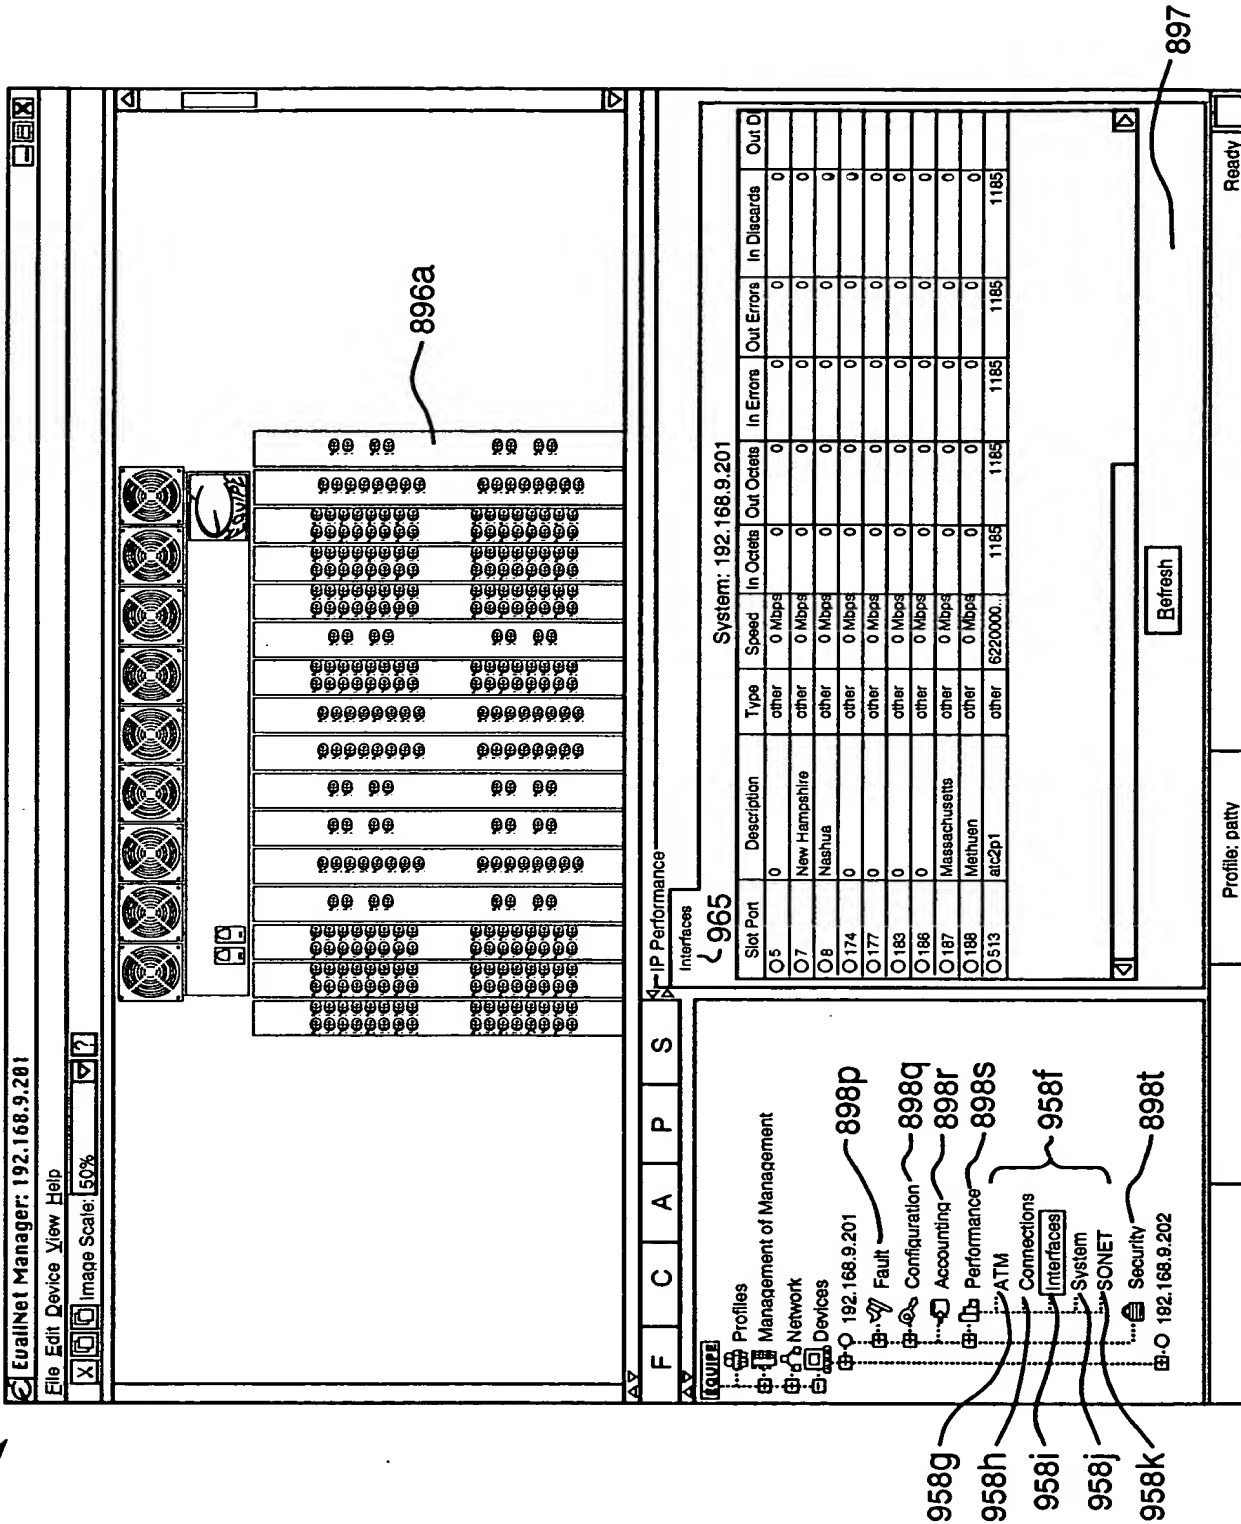 EualiNet Manager: 192.168.9.201
File Edit Device View Help
Image Scale: 50% ?
EQUIPE
896a
F C A P S
EQUIPE
Profiles
Management of Management
Network
Devices
192.168.9.201
Fault
898p
Configuration
898q
Accounting
898r
Performance
898s
958g
ATM
958h
Connections
958i
Interfaces
958f
958j
System
958k
SONET
Security
898t
192.168.9.202
IP Performance
Interfaces
965
System: 192.168.9.201
Slot Port Description Type Speed In Octets Out Octets In Errors Out Errors In Discards Out D
5 0 other 0 Mbps 0 0 0 0 0
7 New Hampshire other 0 Mbps 0 0 0 0 0
8 Nashua other 0 Mbps 0 0 0 0 0
174 0 other 0 Mbps 0 0 0 0 0
177 0 other 0 Mbps 0 0 0 0 0
183 0 other 0 Mbps 0 0 0 0 0
186 0 other 0 Mbps 0 0 0 0 0
187 Massachusetts other 0 Mbps 0 0 0 0 0
188 Methuen other 0 Mbps 0 0 0 0 0
513 atc2p1 other 6220000... 1185 1185 1185 1185 1185
Refresh
897
Profile: patty
Ready